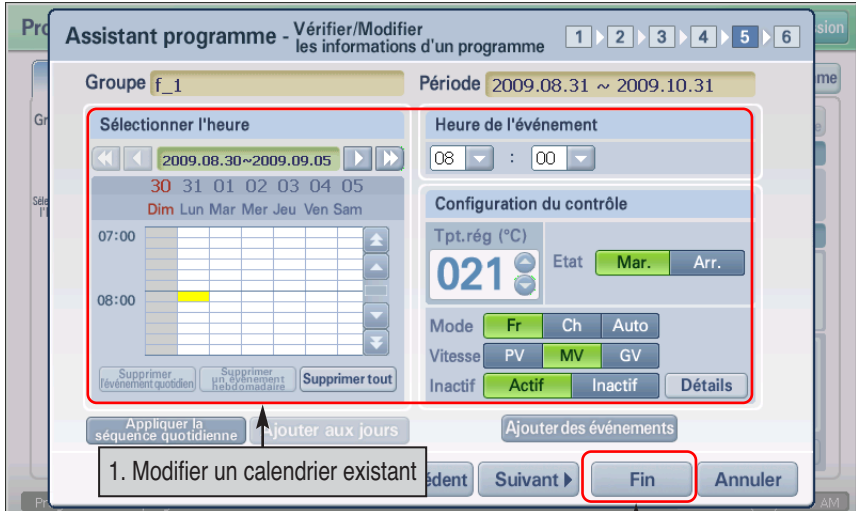 Assistant programme - Vérifier/Modifier
les informations d'un programme
1 2 3 4 5 6
Groupe f_1
Période 2009.08.31 ~ 2009.10.31
Sélectionner l'heure
2009.08.30~2009.09.05
30 31 01 02 03 04 05
Dim Lun Mar Mer Jeu Ven Sam
07:00
08:00
Supprimer
l'événement quotidien
Supprimer
un événement
hebdomadaire
Supprimer tout
Heure de l'événement
08 : 00
Configuration du contrôle
Tpt.rég (°C)
021
Etat Mar. Arr.
Mode Fr Ch Auto
Vitesse PV MV GV
Inactif Actif Inactif Détails
Appliquer la
séquence quotidienne
Ajouter aux jours
Ajouter des événements
1. Modifier un calendrier existant
Suivant
Fin
Annuler
AM